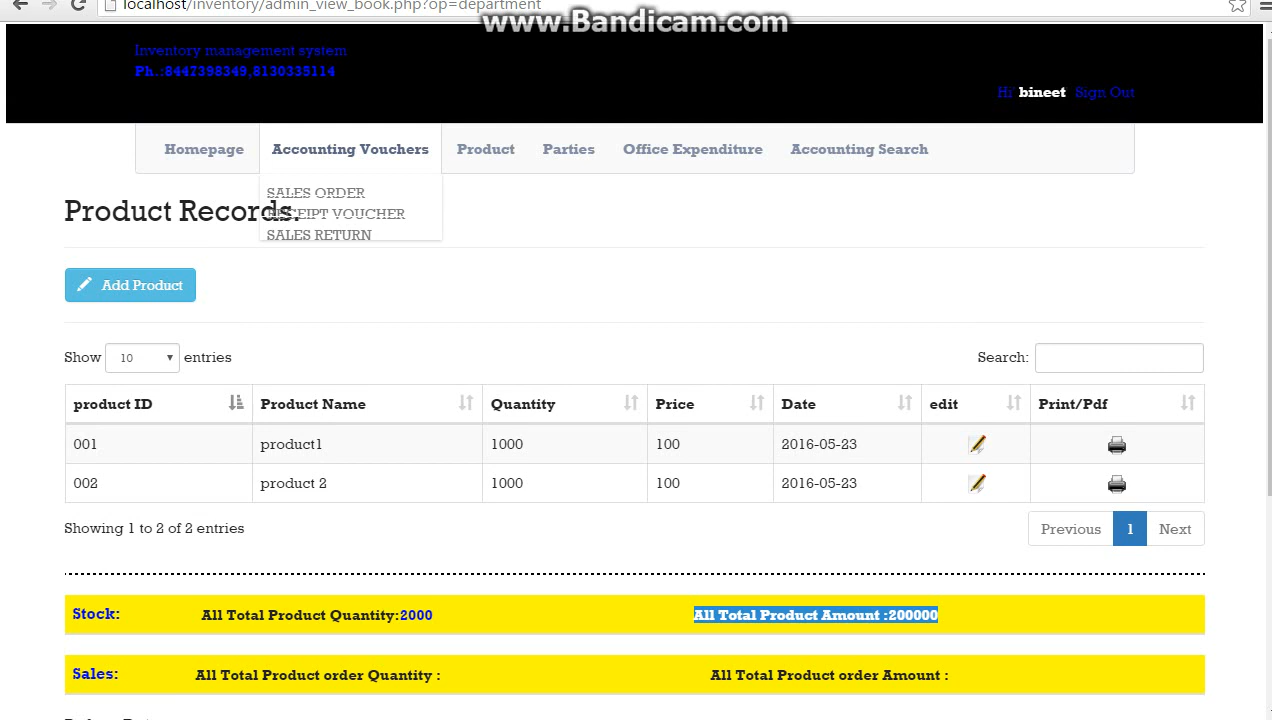 localhost/inventory/admin_view_book.php?op=department
www.Bandicam.com
Inventory management system
Ph.:8447398349,8130335114
Hi bineet Sign Out
Homepage Accounting Vouchers Product Parties Office Expenditure Accounting Search
SALES ORDER
RECEIPT VOUCHER
SALES RETURN
Product Records.
Add Product
Show 10 entries Search:
product ID Product Name Quantity Price Date edit Print/Pdf
001 product1 1000 100 2016-05-23
002 product 2 1000 100 2016-05-23
Showing 1 to 2 of 2 entries Previous 1 Next
Stock: All Total Product Quantity:2000 All Total Product Amount :200000
Sales: All Total Product order Quantity : All Total Product order Amount :